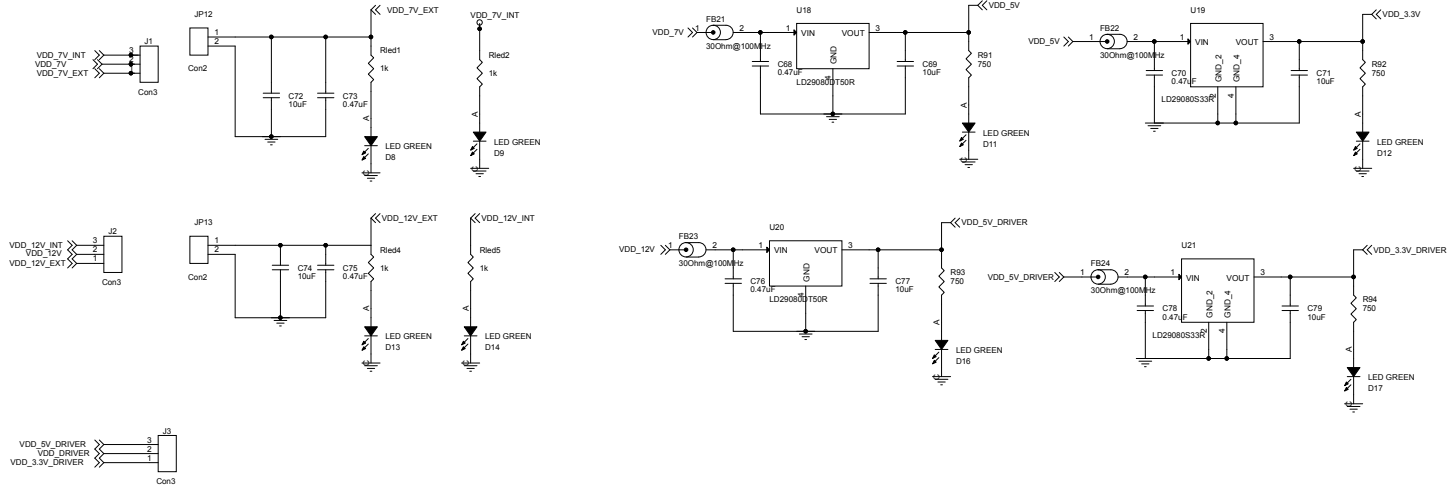 VDD_7V_INT
VDD_7V
VDD_7V_EXT
J1
3
2
1
Con3
JP12
1
2
Con2
C72
10uF
C73
0.47uF
VDD_7V_EXT
Rled1
1k
A
LED GREEN
D8
C
VDD_7V_INT
Rled2
1k
A
LED GREEN
D9
C
VDD_7V
FB21
1
2
30Ohm@100MHz
C68
0.47uF
U18
1
VIN
VOUT
3
GND
4
LD29080DT50R
C69
10uF
VDD_5V
R91
750
A
LED GREEN
D11
C
VDD_5V
FB22
1
2
30Ohm@100MHz
C70
0.47uF
U19
1
VIN
VOUT
3
GND_2
GND_4
2
4
LD29080S33R
C71
10uF
VDD_3.3V
R92
750
A
LED GREEN
D12
C
VDD_12V_INT
VDD_12V
VDD_12V_EXT
J2
3
2
1
Con3
JP13
1
2
Con2
C74
10uF
C75
0.47uF
VDD_12V_EXT
Rled4
1k
A
LED GREEN
D13
C
VDD_12V_INT
Rled5
1k
A
LED GREEN
D14
C
VDD_12V
FB23
1
2
30Ohm@100MHz
C76
0.47uF
U20
1
VIN
VOUT
3
GND
4
LD29080DT50R
C77
10uF
VDD_5V_DRIVER
R93
750
A
LED GREEN
D16
C
VDD_5V_DRIVER
FB24
1
2
30Ohm@100MHz
C78
0.47uF
U21
1
VIN
VOUT
3
GND_2
GND_4
2
4
LD29080S33R
C79
10uF
VDD_3.3V_DRIVER
R94
750
A
LED GREEN
D17
C
VDD_5V_DRIVER
VDD_DRIVER
VDD_3.3V_DRIVER
J3
3
2
1
Con3